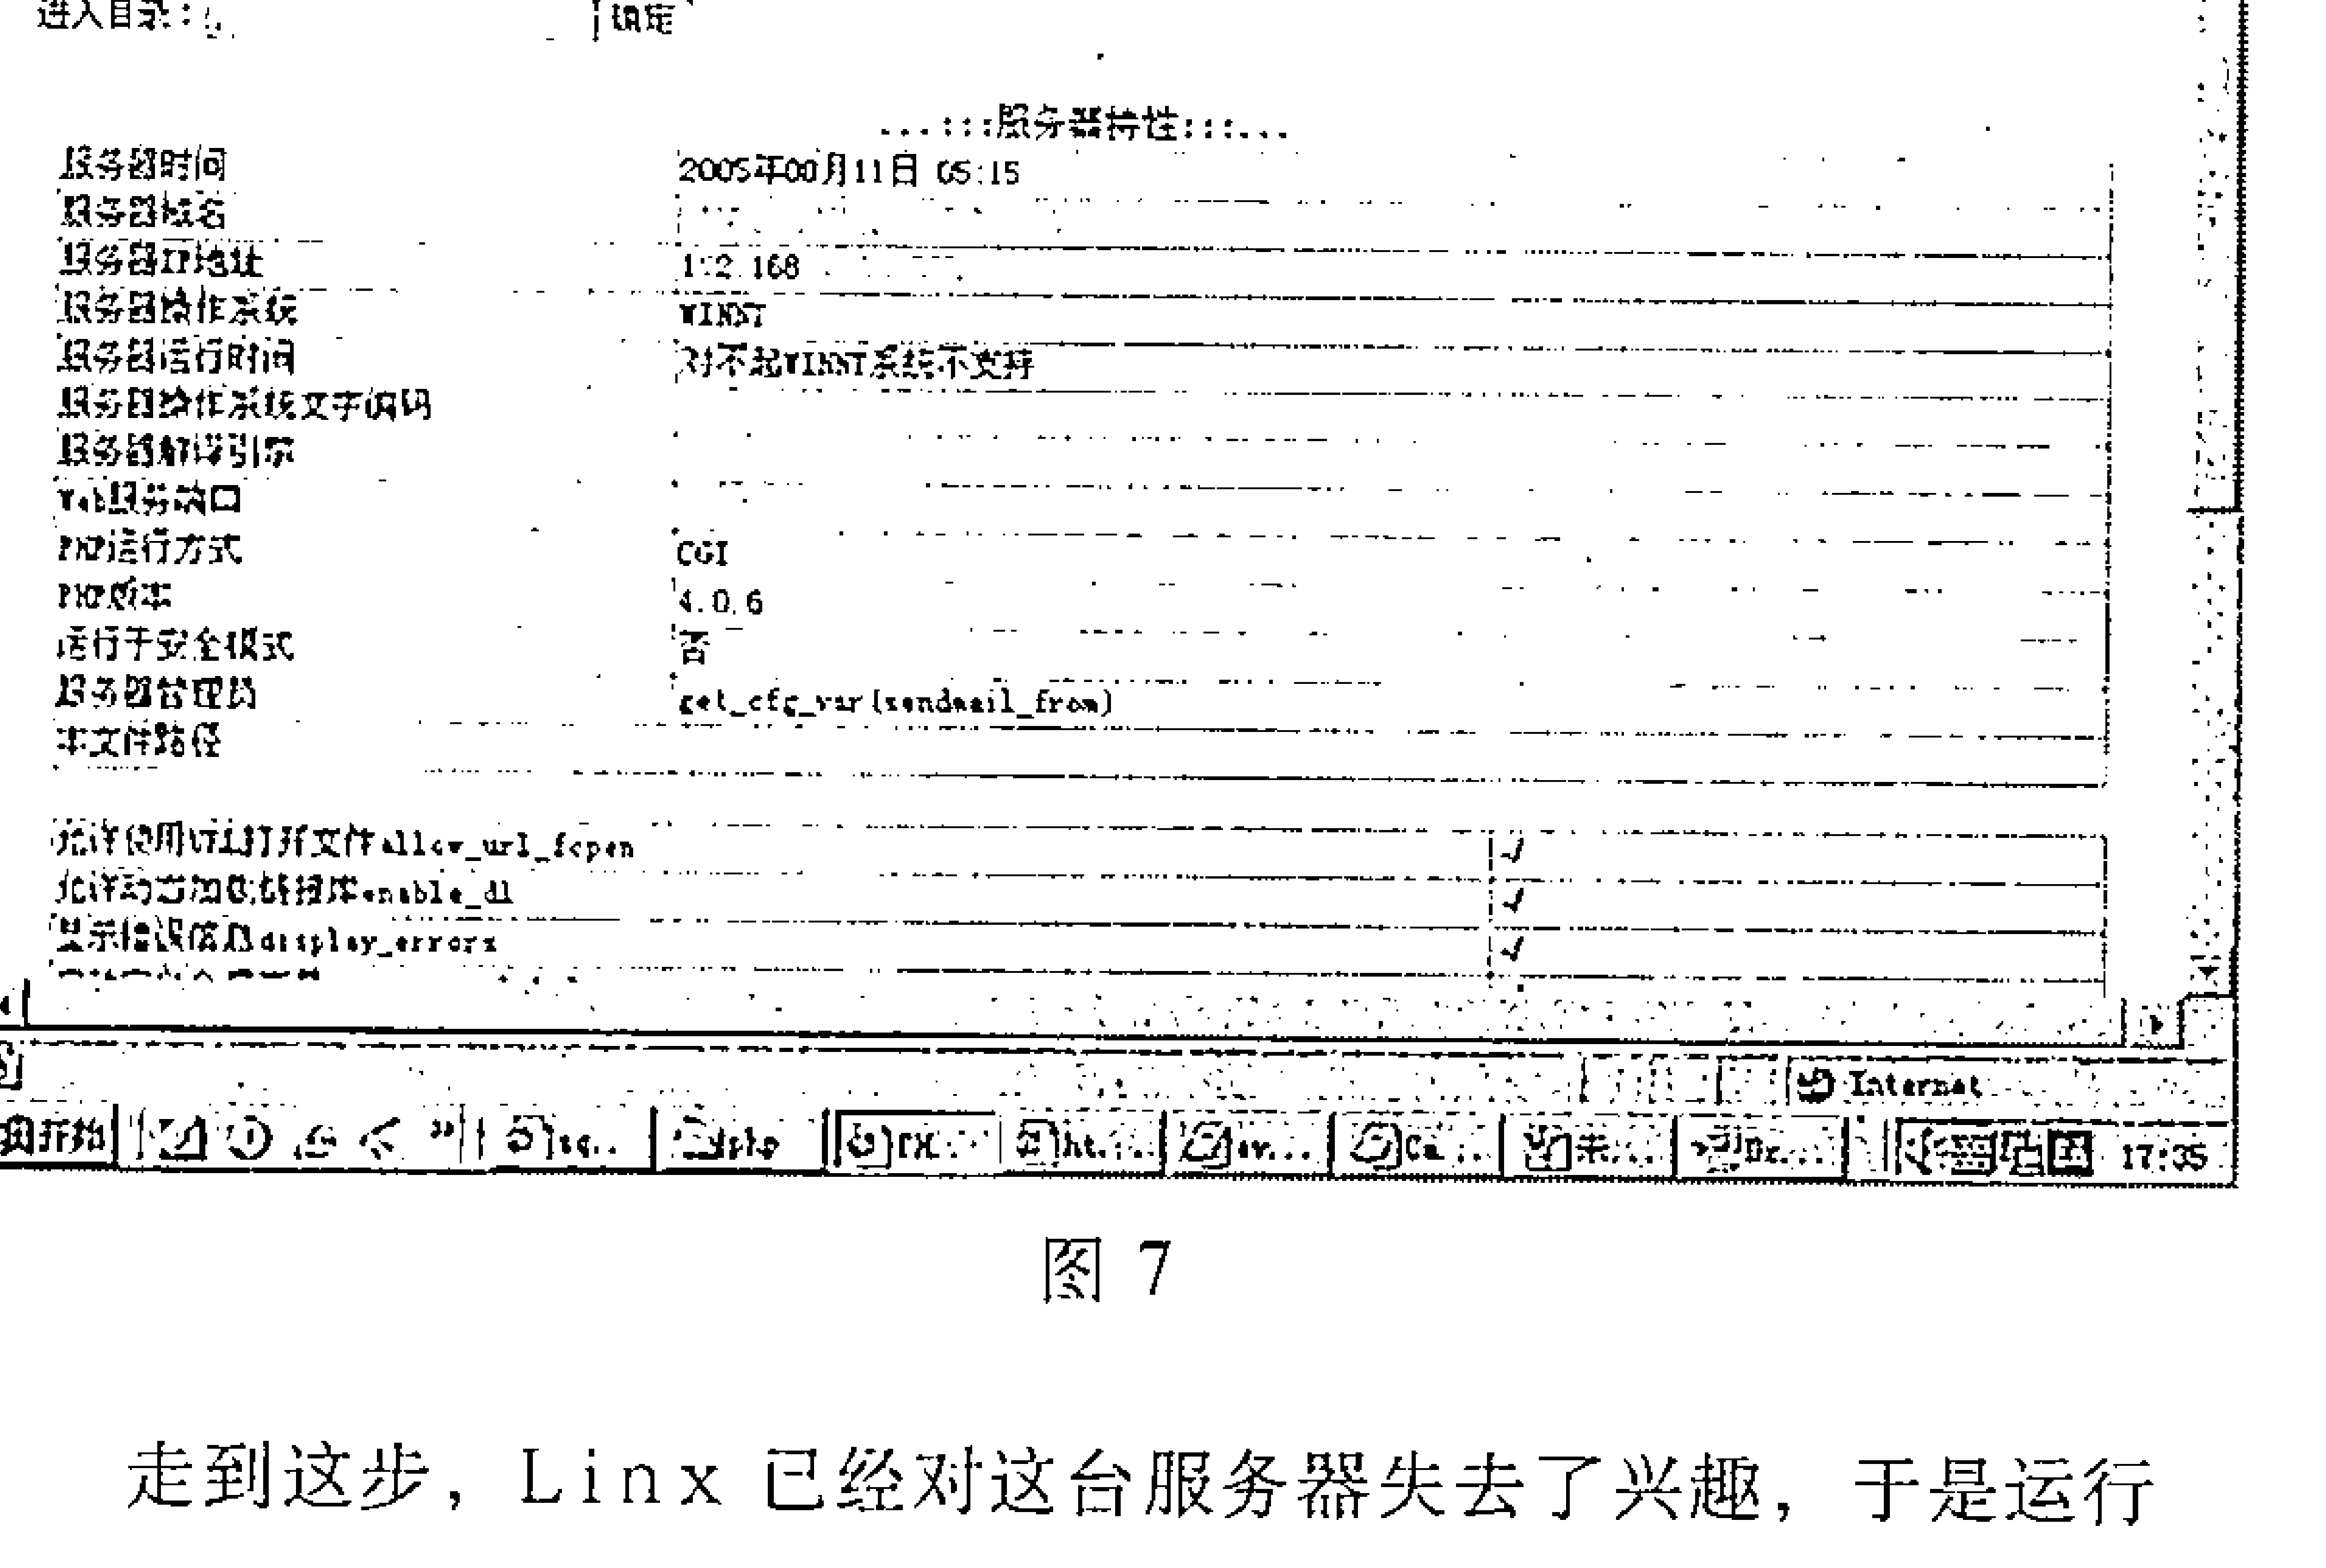 进入目录: 确定
...:::服务器特性:::...
服务器时间 2005年00月11日 05:15
服务器域名
服务器IP地址 168
服务器操作系统 WINNT
服务器运行时间 对不起WINNT系统不支持
服务器操作系统文字编码
服务器解译引擎
Web服务端口
PHP运行方式 CGI
PHP版本 4.0.6
运行于安全模式 否
服务器管理员 get_cfg_var(sendmail_from)
本文件路径
允许使用URL打开文件allow_url_fopen √
允许动态加载链接库enable_dl √
显示错误信息display_errors √
Internet
开始 php ht... Ca... 17:35
图 7
走到这步，Linx 已经对这台服务器失去了兴趣，于是运行